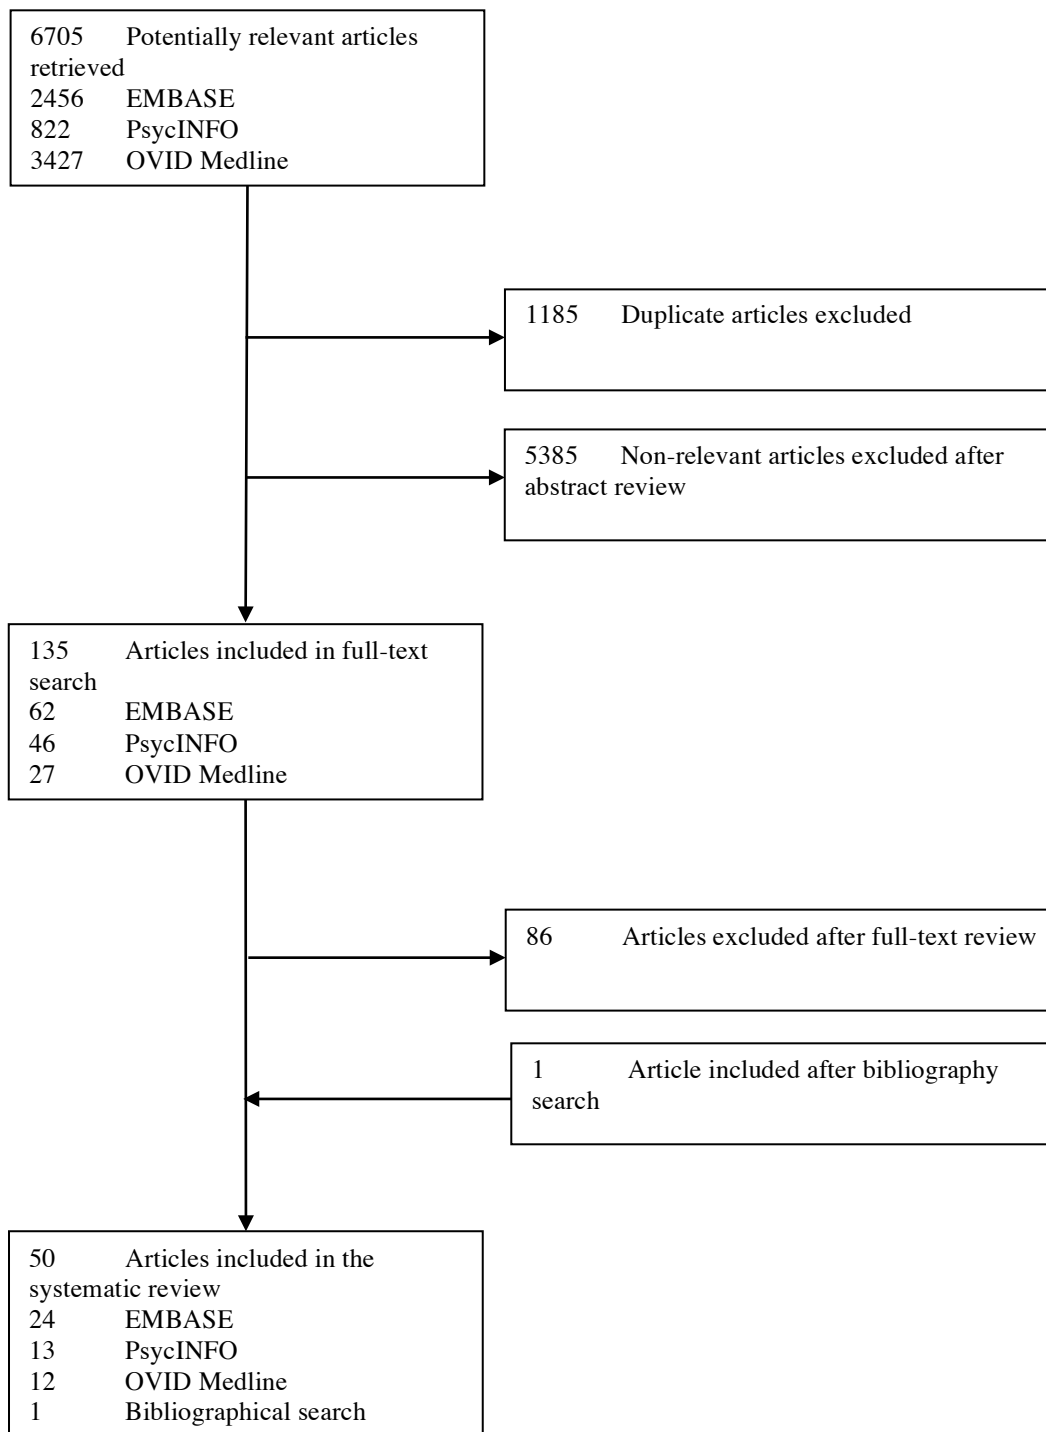 6705 Potentially relevant articles
retrieved
2456 EMBASE
822 PsycINFO
3427 OVID Medline
1185 Duplicate articles excluded
5385 Non-relevant articles excluded after
abstract review
135 Articles included in full-text
search
62 EMBASE
46 PsycINFO
27 OVID Medline
86 Articles excluded after full-text review
1 Article included after bibliography
search
50 Articles included in the
systematic review
24 EMBASE
13 PsycINFO
12 OVID Medline
1 Bibliographical search